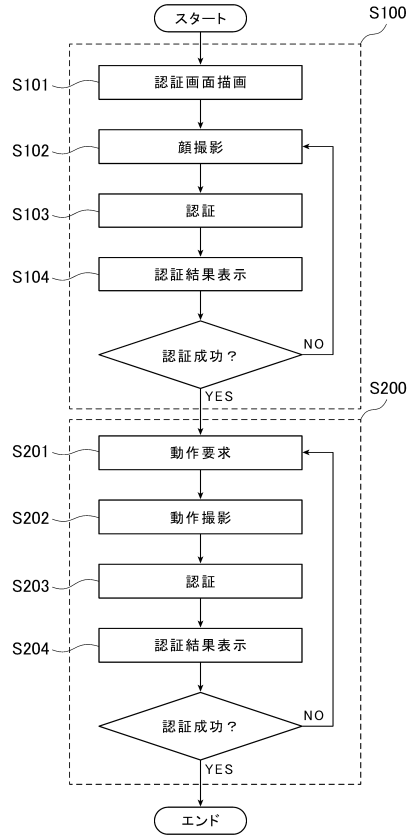 スタート
S100
S101
認証画面描画
S102
顔撮影
S103
認証
S104
認証結果表示
認証成功？
NO
YES
S200
S201
動作要求
S202
動作撮影
S203
認証
S204
認証結果表示
認証成功？
NO
YES
エンド